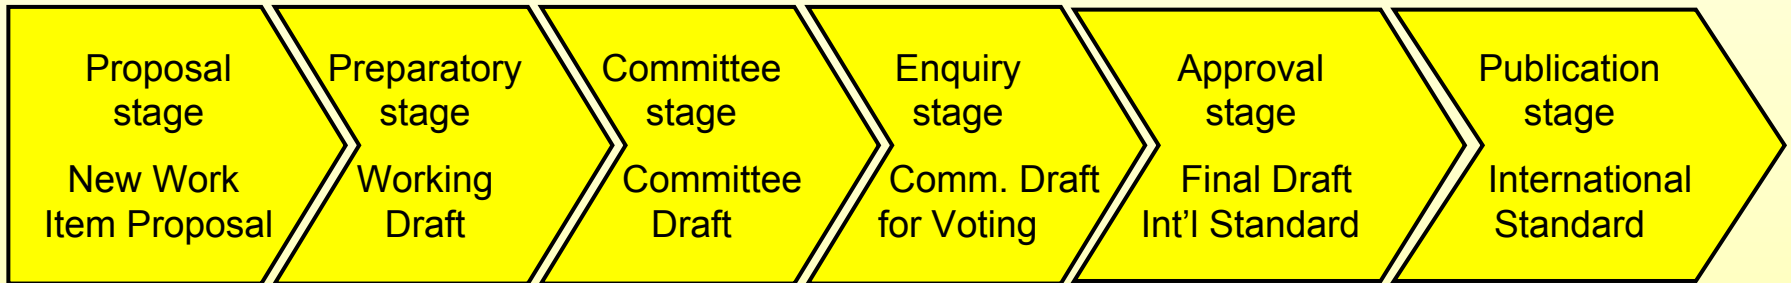 Proposal
stage
New Work
Item Proposal
Preparatory
stage
Working
Draft
Committee
stage
Committee
Draft
Enquiry
stage
Comm. Draft
for Voting
Approval
stage
Final Draft
Int’l Standard
Publication
stage
International
Standard